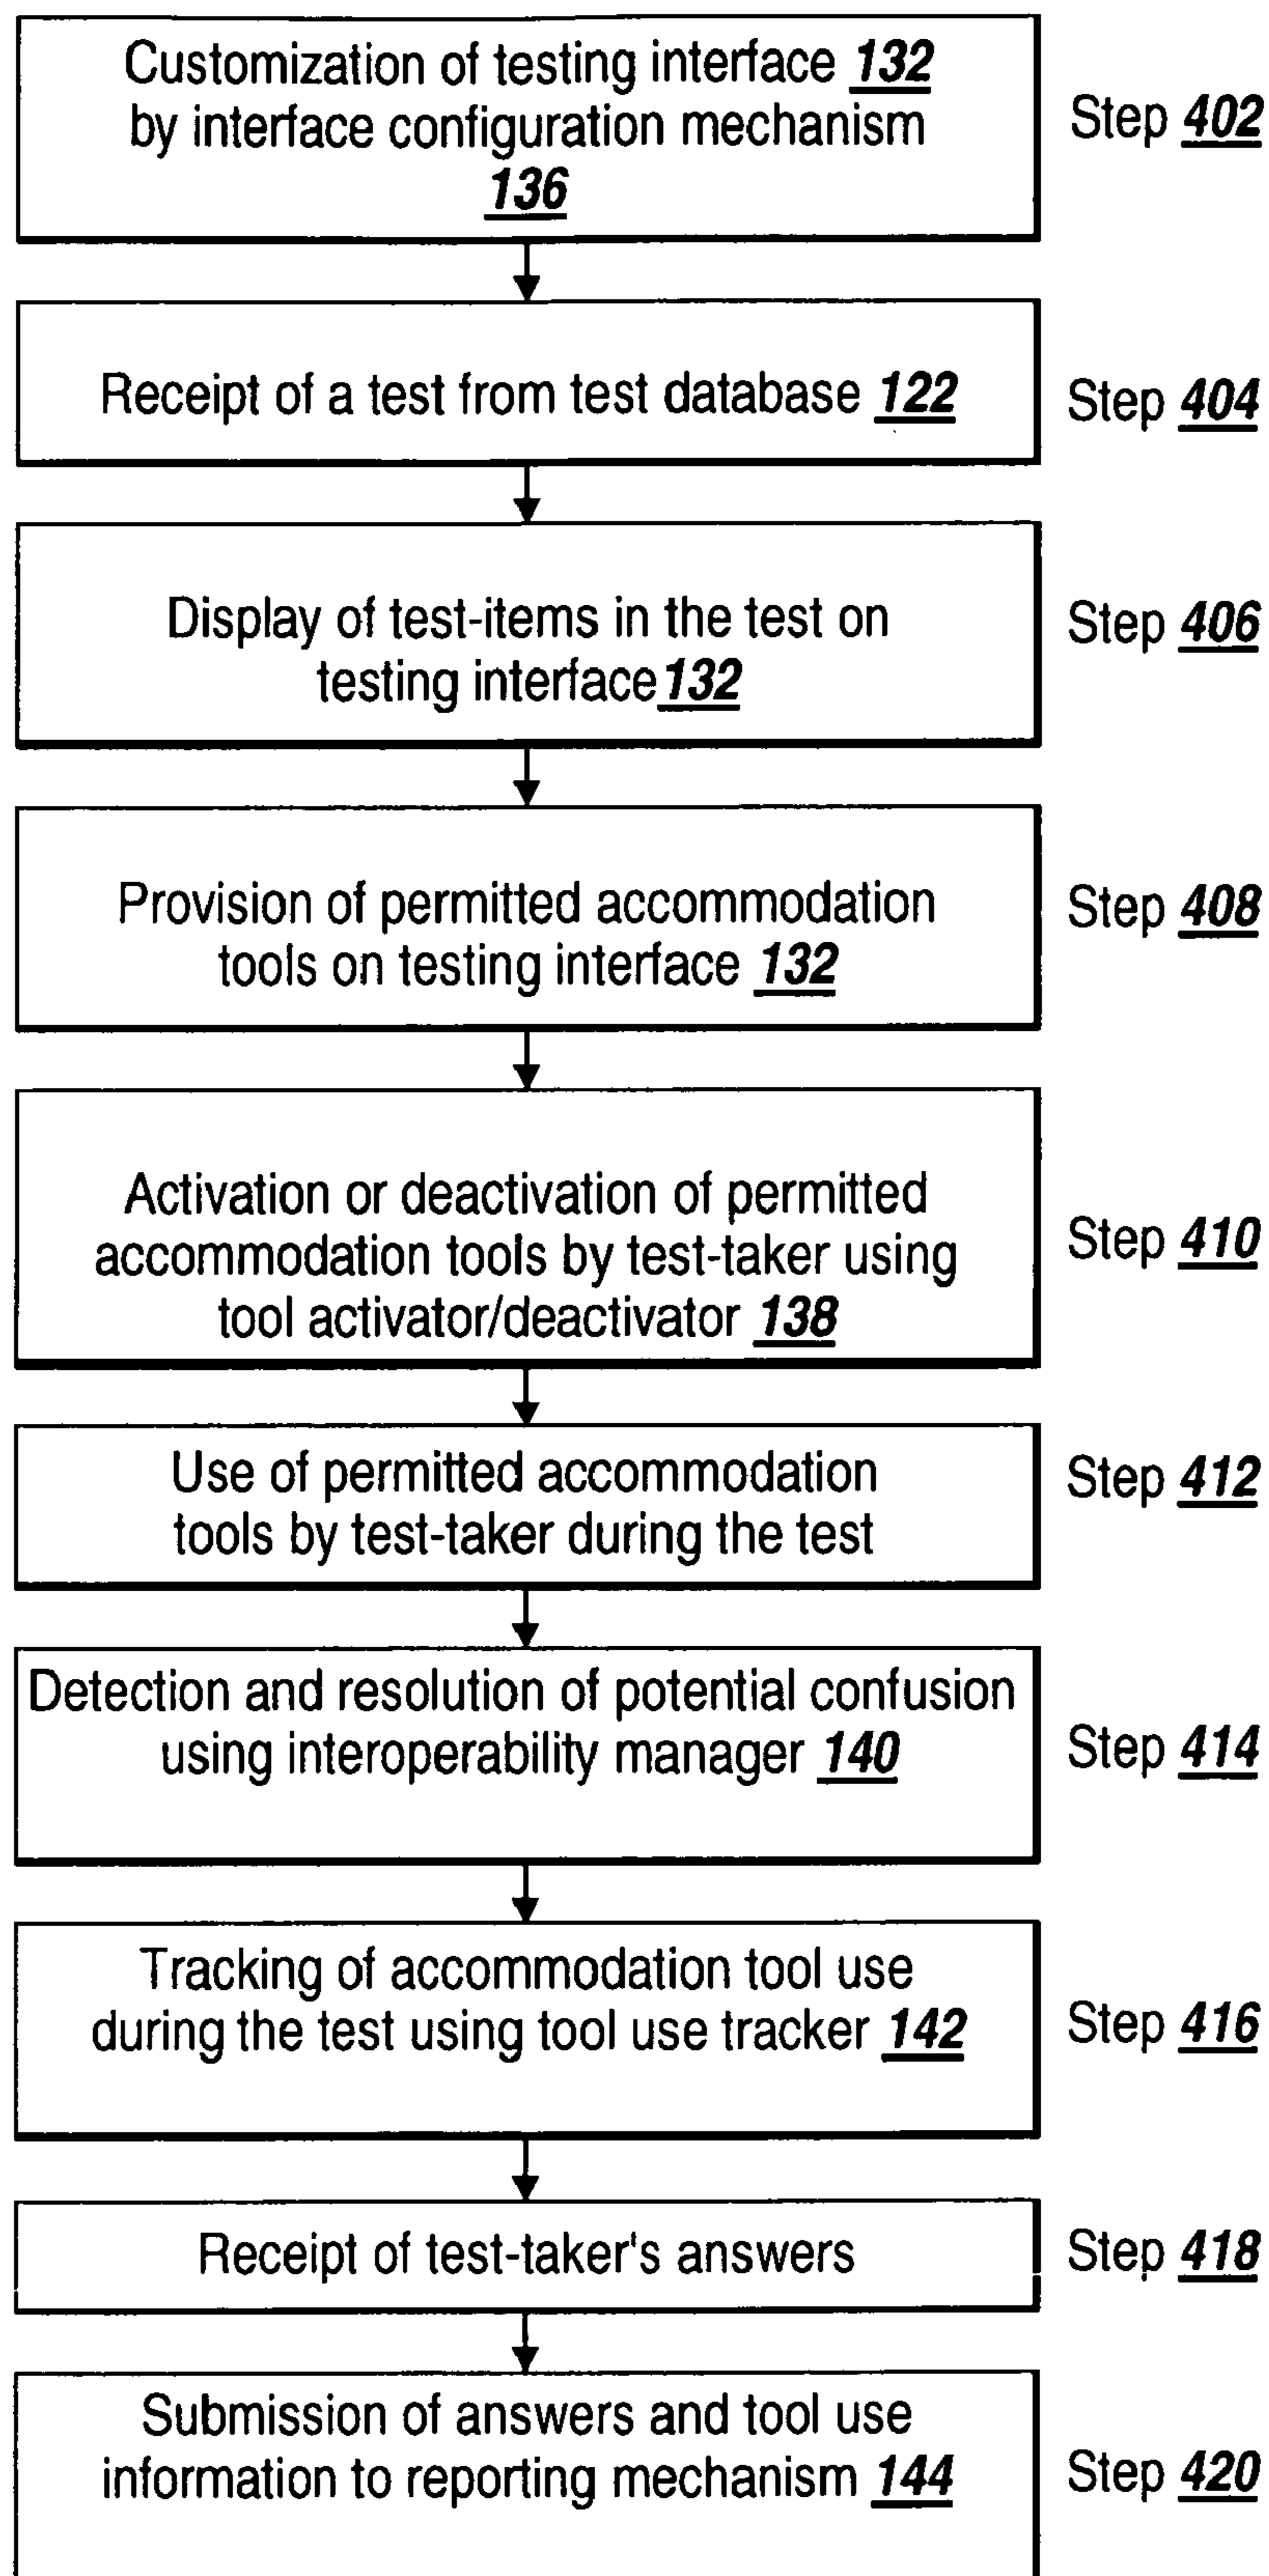 Customization of testing interface 132
by interface configuration mechanism
136
Step 402
Receipt of a test from test database 122
Step 404
Display of test-items in the test on
testing interface132
Step 406
Provision of permitted accommodation
tools on testing interface 132
Step 408
Activation or deactivation of permitted
accommodation tools by test-taker using
tool activator/deactivator 138
Step 410
Use of permitted accommodation
tools by test-taker during the test
Step 412
Detection and resolution of potential confusion
using interoperability manager 140
Step 414
Tracking of accommodation tool use
during the test using tool use tracker 142
Step 416
Receipt of test-taker's answers
Step 418
Submission of answers and tool use
information to reporting mechanism 144
Step 420